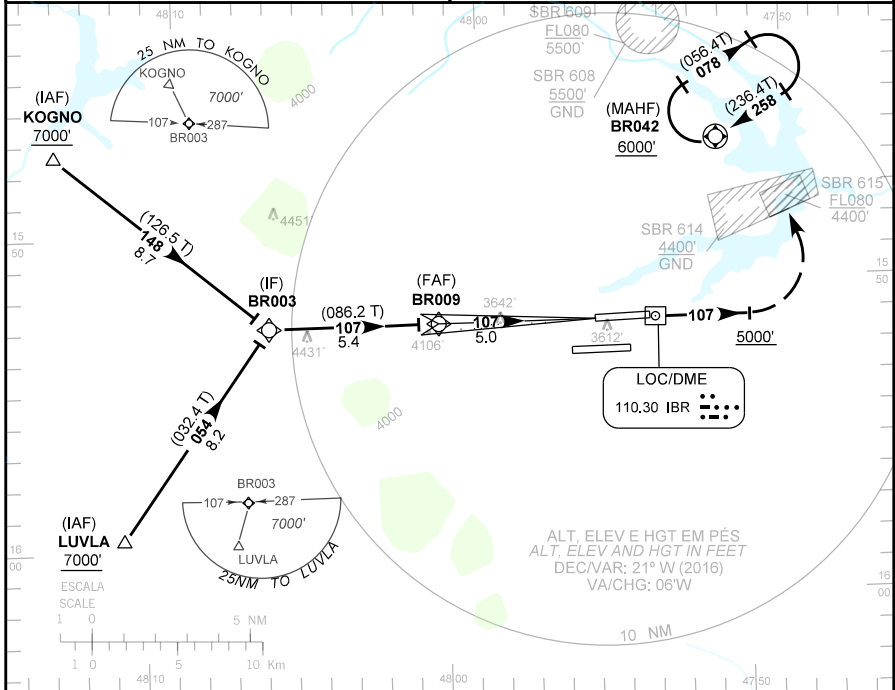 48 10
48 00
47 50
SBR 609
FL080
5500'
SBR 608
5500'
GND
25 NM TO KOGNO
KOGNO
7000'
107
287
BR003
4000
(056.4T)
078
(236.4T)
258
(MAHF)
BR042
6000'
(IAF)
KOGNO
7000'
SBR 615
FL080
4400'
SBR 614
4400'
GND
4451'
(126.5 T)
148
8.7
15
50
15
50
(IF)
BR003
(086.2 T)
107
5.4
4431'
(FAF)
BR009
4106'
3642'
107
5.0
3612'
107
5000'
LOC/DME
110.30 IBR
(032.4 T)
054
8.2
4000
BR003
107
287
7000'
LUVLA
25NM TO LUVLA
(IAF)
LUVLA
7000'
ALT, ELEV E HGT EM PÉS
ALT, ELEV AND HGT IN FEET
DEC/VAR: 21° W (2016)
VA/CHG: 06'W
16
00
16
00
ESCALA
SCALE
1 0 5 NM
1 0 5 10 Km
10 NM
48 10
48 00
47 50